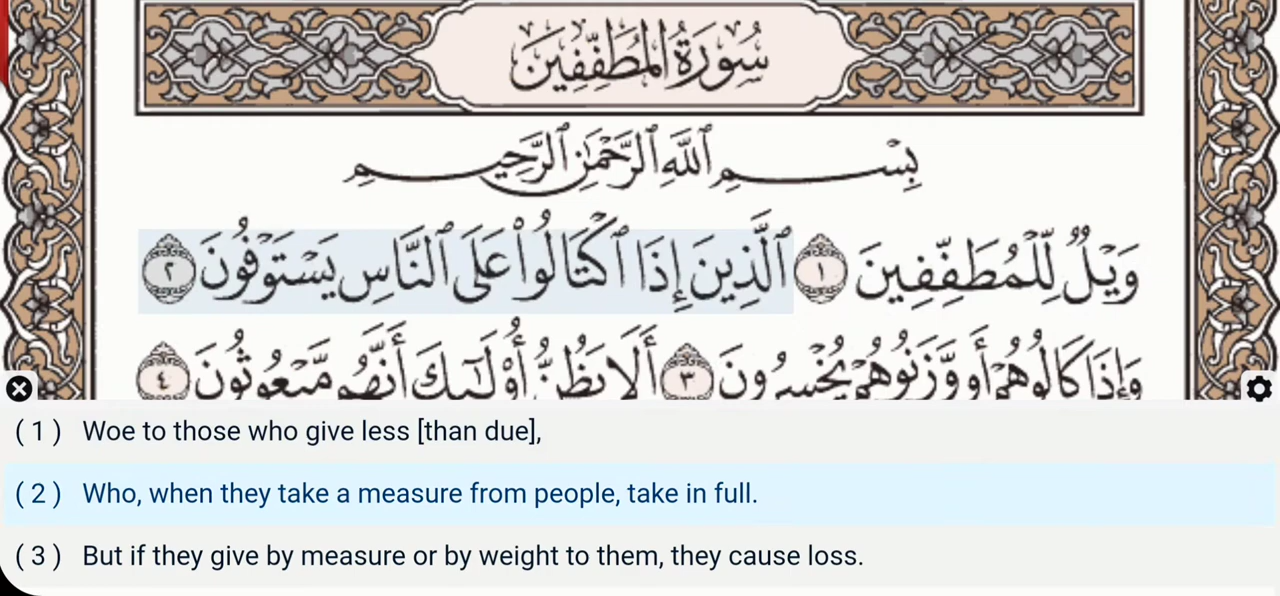 سُورَةُ المُطَفِّفِينَ
بِسۡمِ ٱللَّهِ ٱلرَّحۡمَٰنِ ٱلرَّحِيمِ
وَيۡلٞ لِّلۡمُطَفِّفِينَ ١ ٱلَّذِينَ إِذَا ٱكۡتَالُواْ عَلَى ٱلنَّاسِ يَسۡتَوۡفُونَ ٢
وَإِذَا كَالُوهُمۡ أَو وَّزَنُوهُمۡ يُخۡسِرُونَ ٣ أَلَا يَظُنُّ أُوْلَٰٓئِكَ أَنَّهُم مَّبۡعُوثُونَ ٤
( 1 ) Woe to those who give less [than due],
( 2 ) Who, when they take a measure from people, take in full.
( 3 ) But if they give by measure or by weight to them, they cause loss.